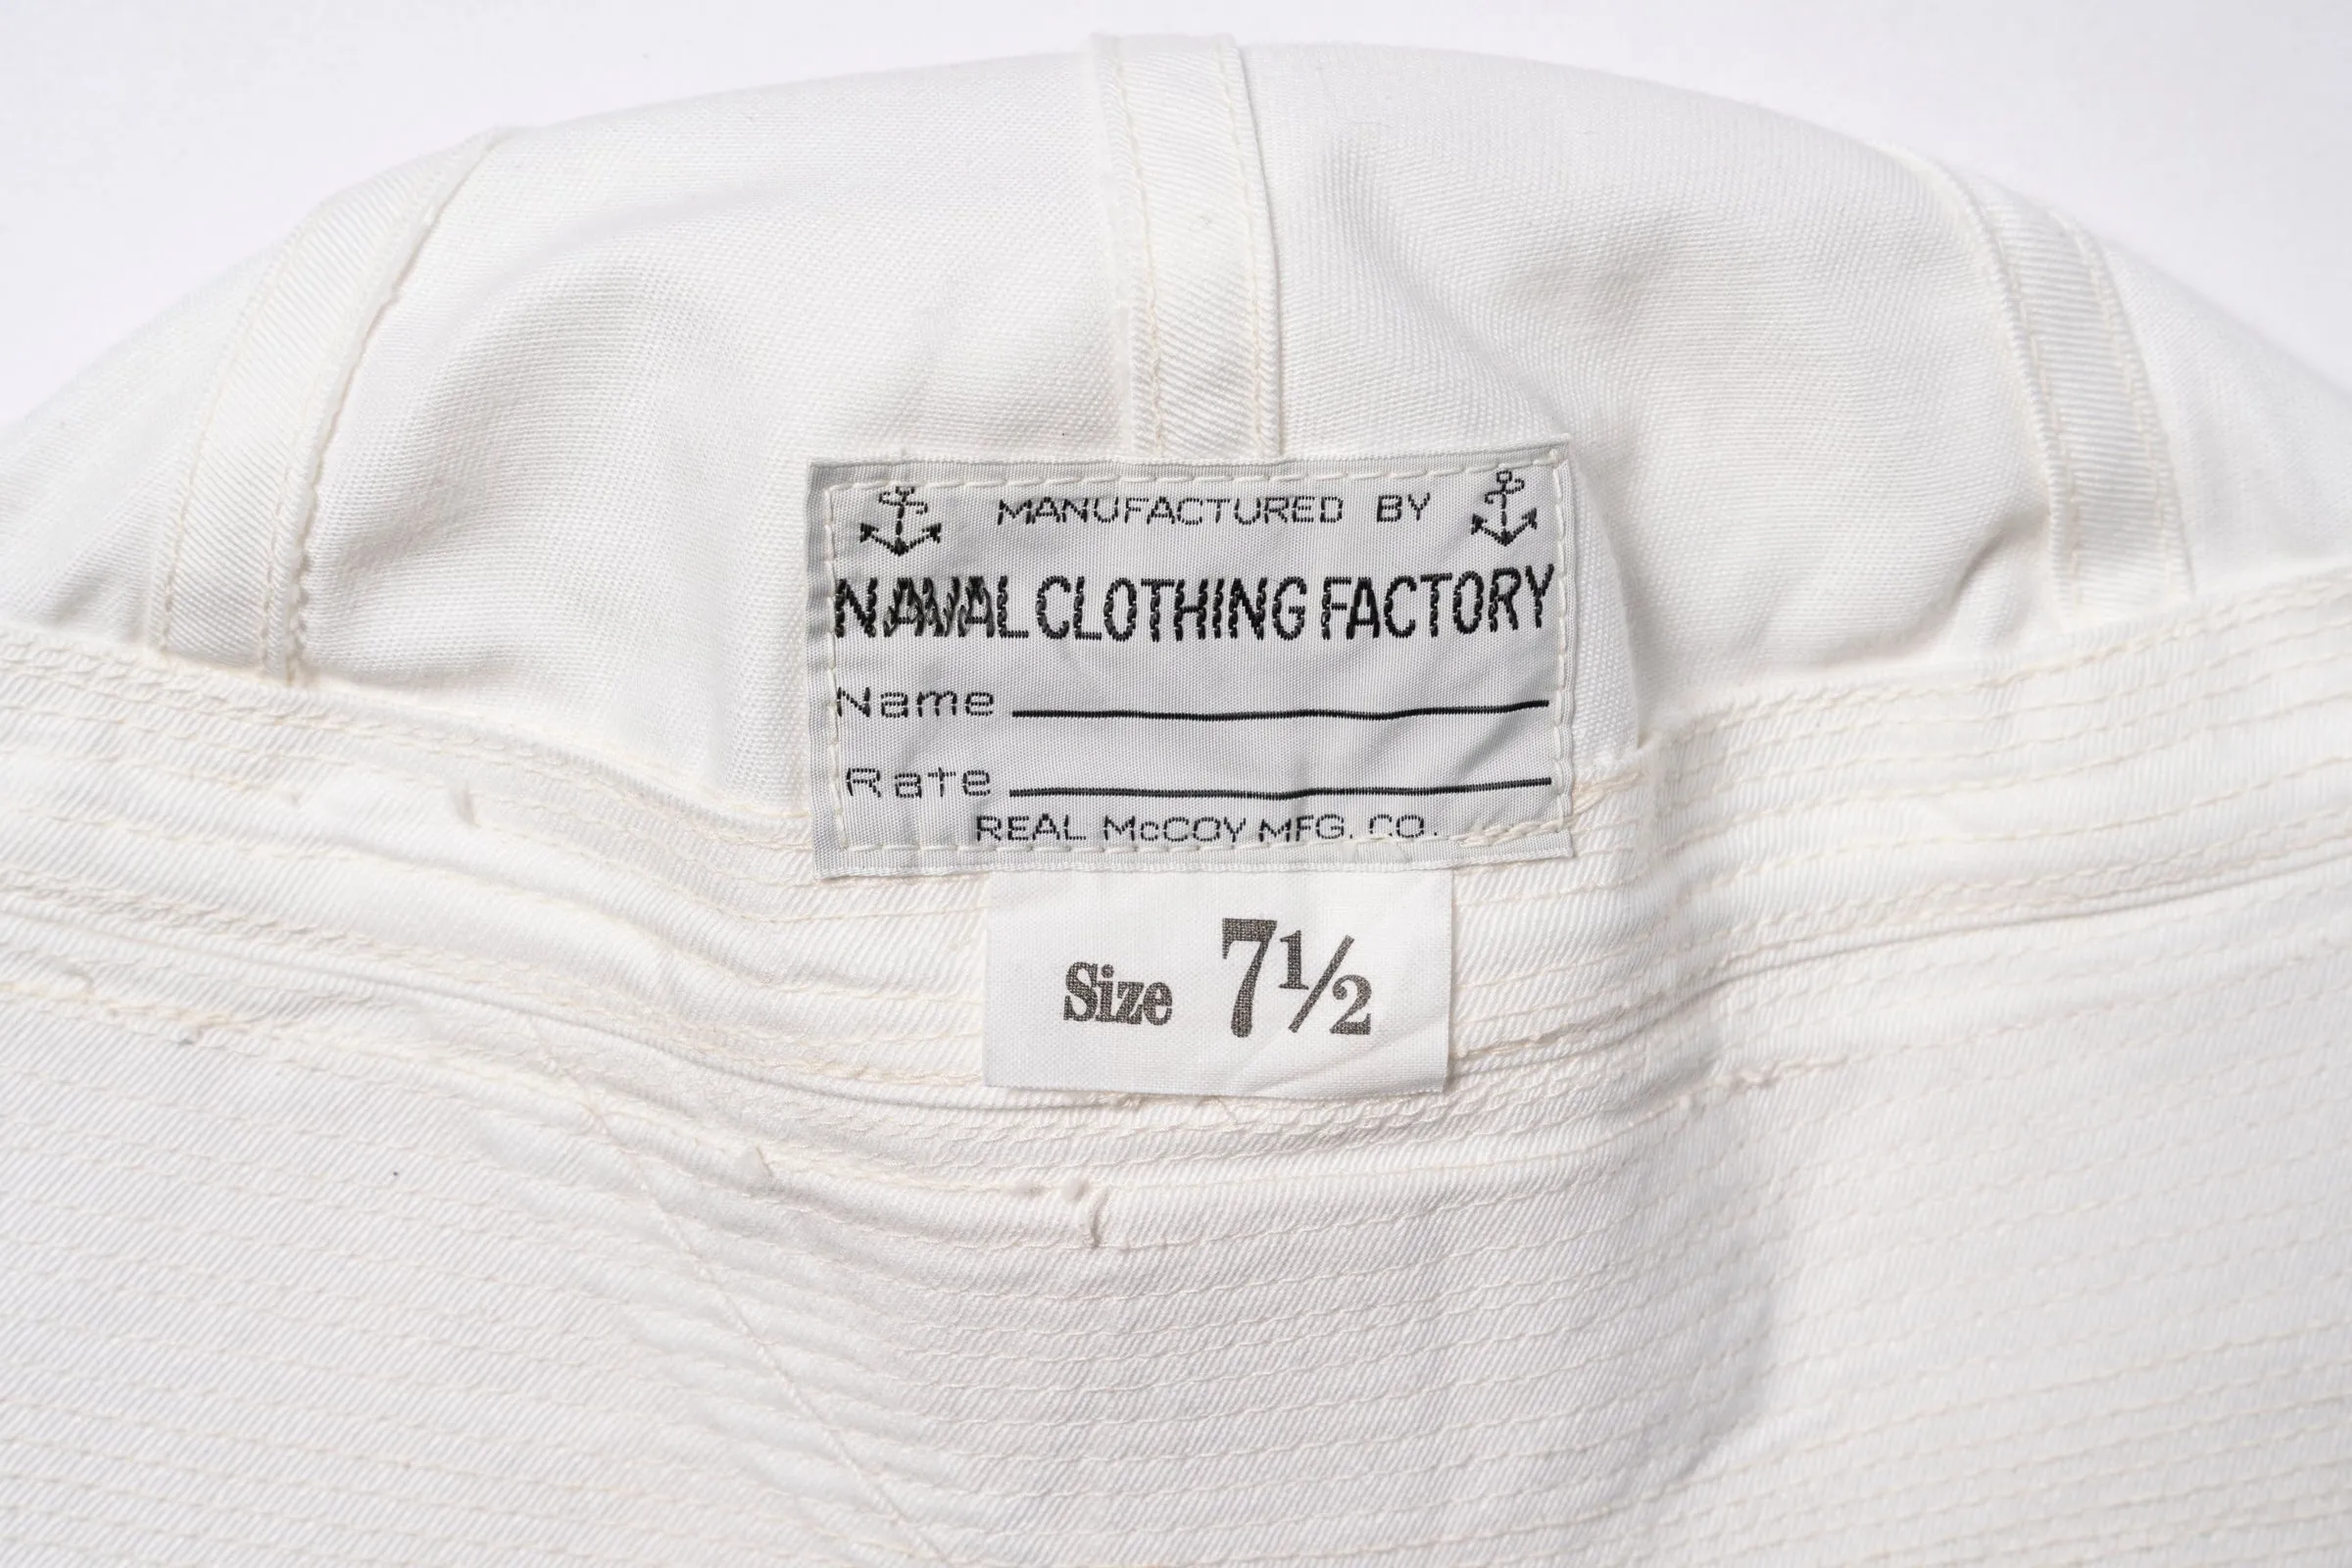 MANUFACTURED BY
NAVAL CLOTHING FACTORY
Name
Rate
REAL McCOY MFG. CO.
Size 7½